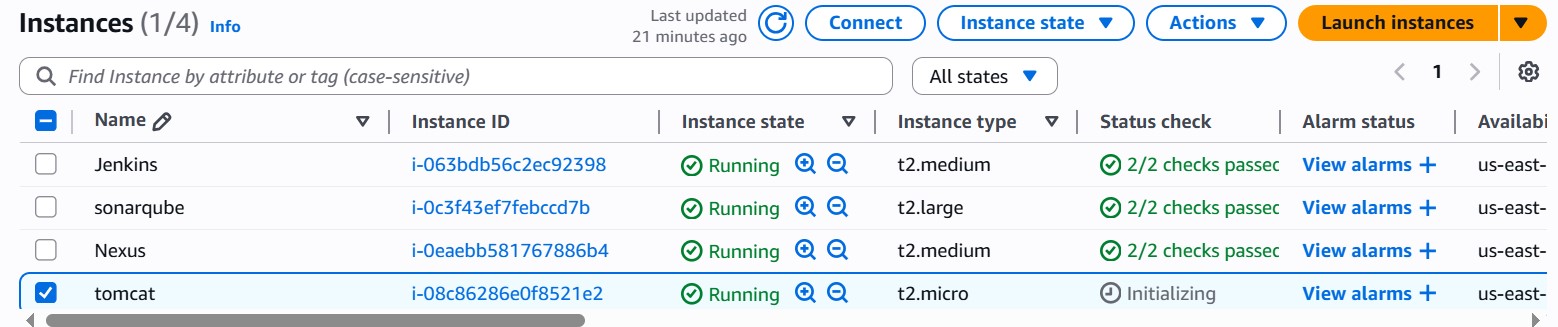 Instances (1/4) Info
Last updated
21 minutes ago
Connect
Instance state
Actions
Launch instances
Find Instance by attribute or tag (case-sensitive)
All states
1
Name Instance ID Instance state Instance type Status check Alarm status Availabi
Jenkins i-063bdb56c2ec92398 Running t2.medium 2/2 checks passec View alarms + us-east-
sonarqube i-0c3f43ef7febccd7b Running t2.large 2/2 checks passec View alarms + us-east-
Nexus i-0eaebb581767886b4 Running t2.medium 2/2 checks passec View alarms + us-east-
tomcat i-08c86286e0f8521e2 Running t2.micro Initializing View alarms + us-east-